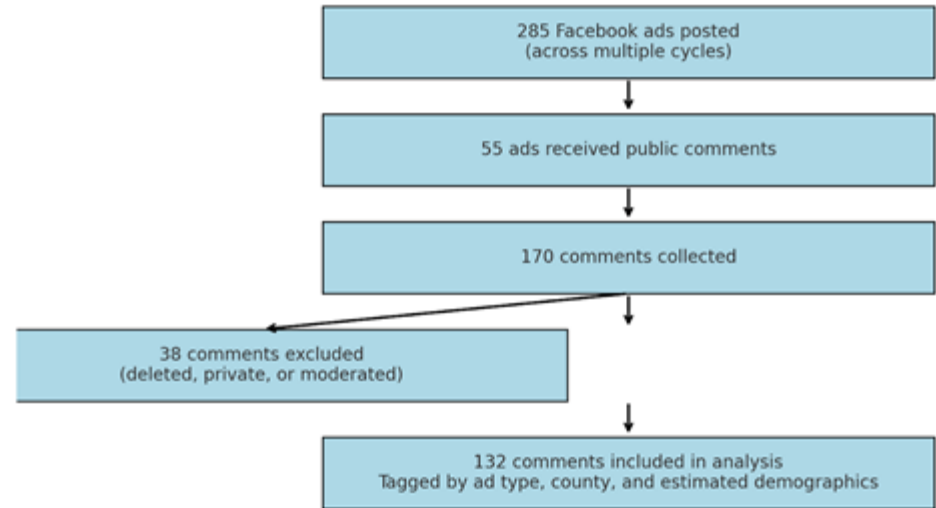 285 Facebook ads posted
(across multiple cycles)
55 ads received public comments
170 comments collected
38 comments excluded
(deleted, private, or moderated)
132 comments included in analysis
Tagged by ad type, county, and estimated demographics